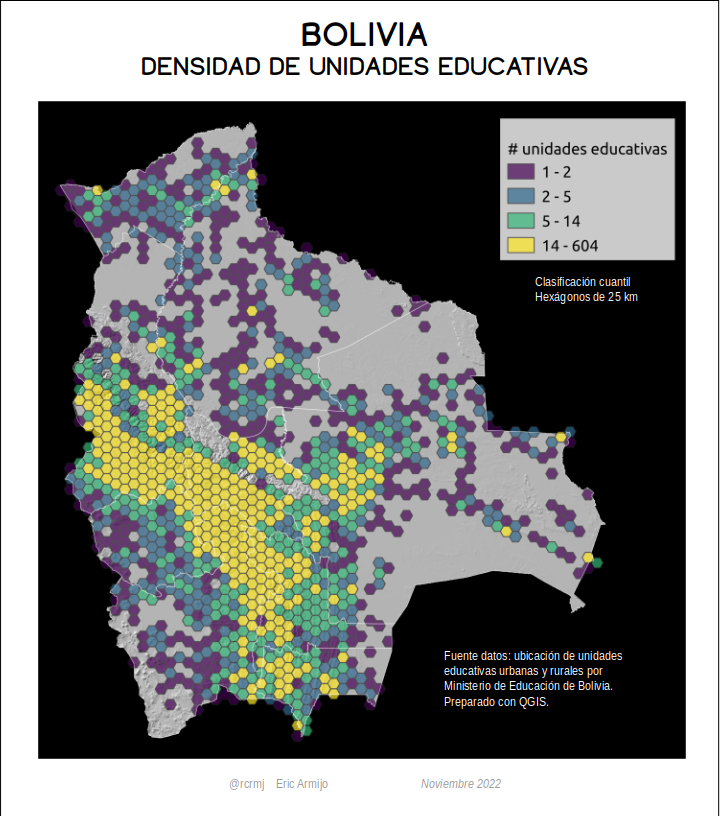 BOLIVIA
DENSIDAD DE UNIDADES EDUCATIVAS
# unidades educativas
1 - 2
2 - 5
5 - 14
14 - 604
Clasificación cuantil
Hexágonos de 25 km
Fuente datos: ubicación de unidades
educativas urbanas y rurales por
Ministerio de Educación de Bolivia.
Preparado con QGIS.
@rcrmj Eric Armijo Noviembre 2022